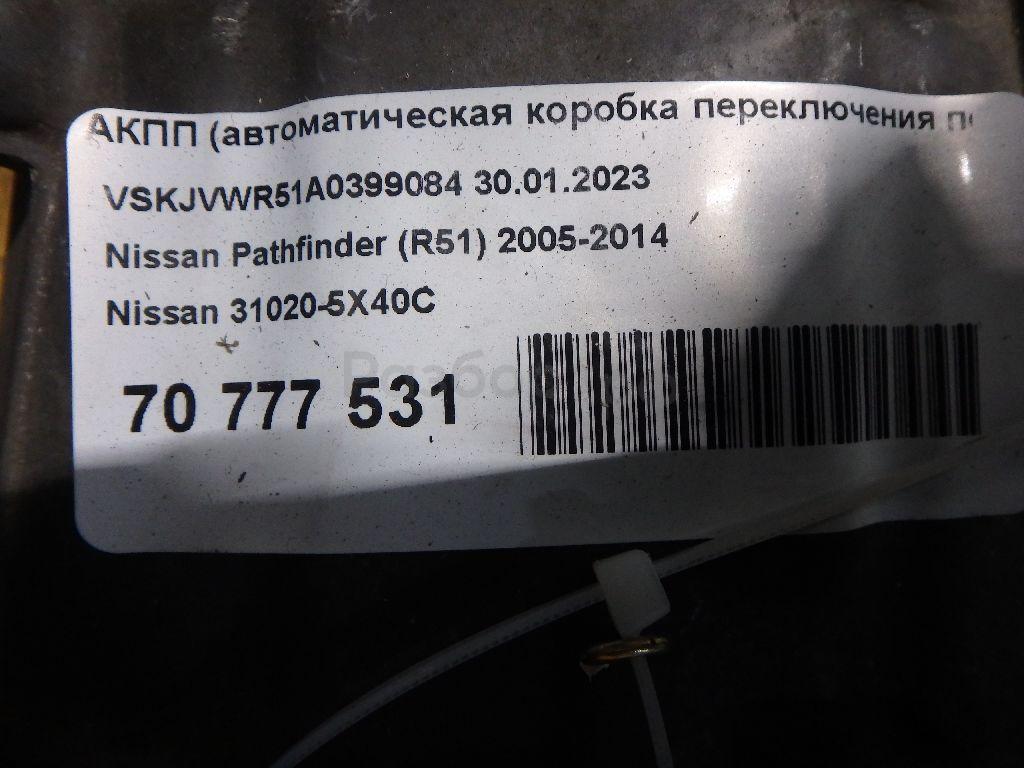 АКПП (автоматическая коробка переключения
VSKJVWR51A0399084 30.01.2023
Nissan Pathfinder (R51) 2005-2014
Nissan 31020-5X40C
70 777 531